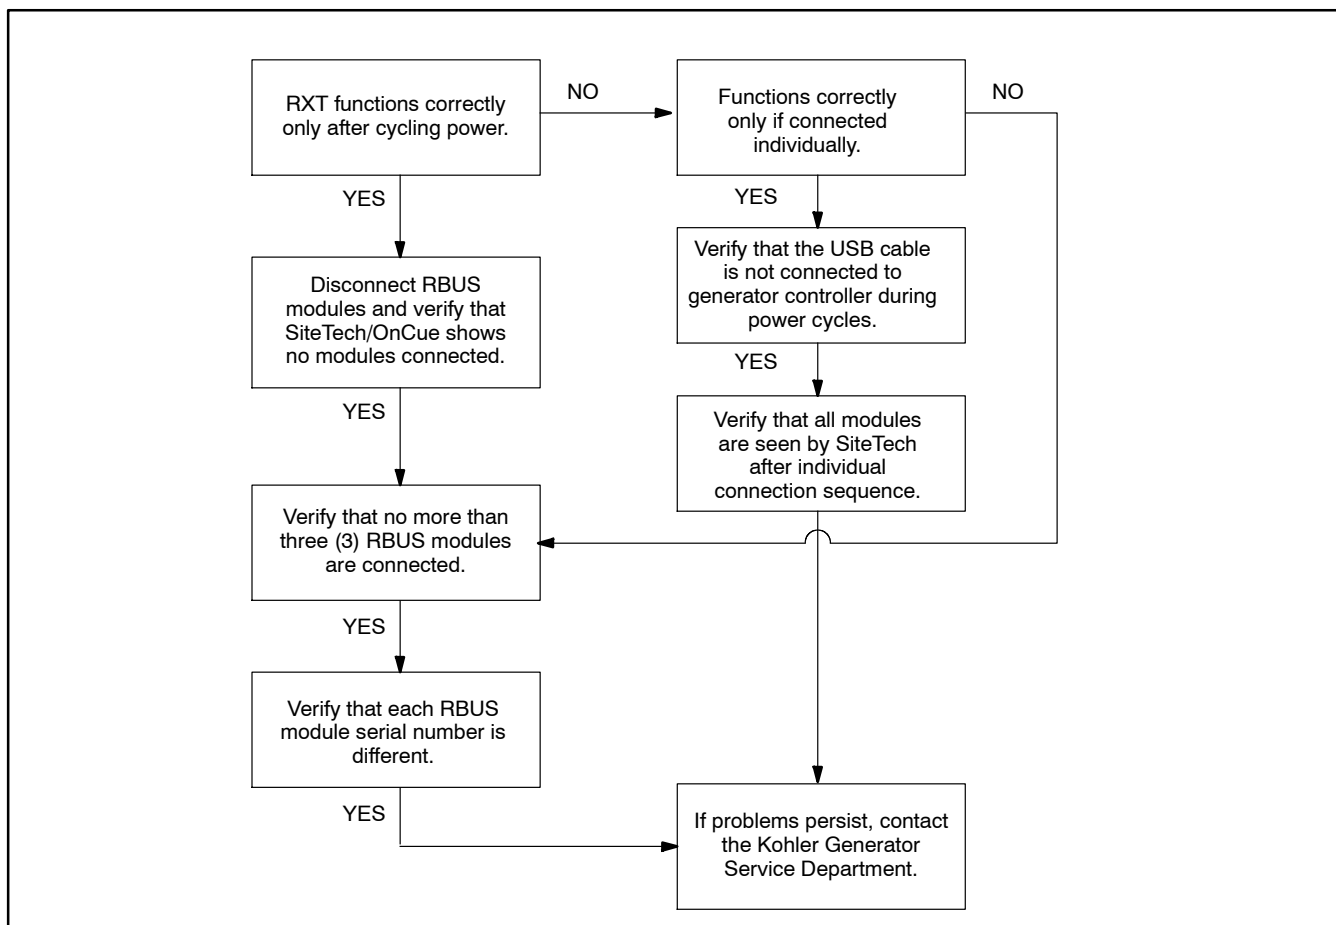 RXT functions correctly
only after cycling power.
NO
Functions correctly
only if connected
individually.
NO
YES
Disconnect RBUS
modules and verify that
SiteTech/OnCue shows
no modules connected.
YES
Verify that the USB cable
is not connected to
generator controller during
power cycles.
YES
Verify that all modules
are seen by SiteTech
after individual
connection sequence.
YES
Verify that no more than
three (3) RBUS modules
are connected.
YES
Verify that each RBUS
module serial number is
different.
YES
If problems persist, contact
the Kohler Generator
Service Department.